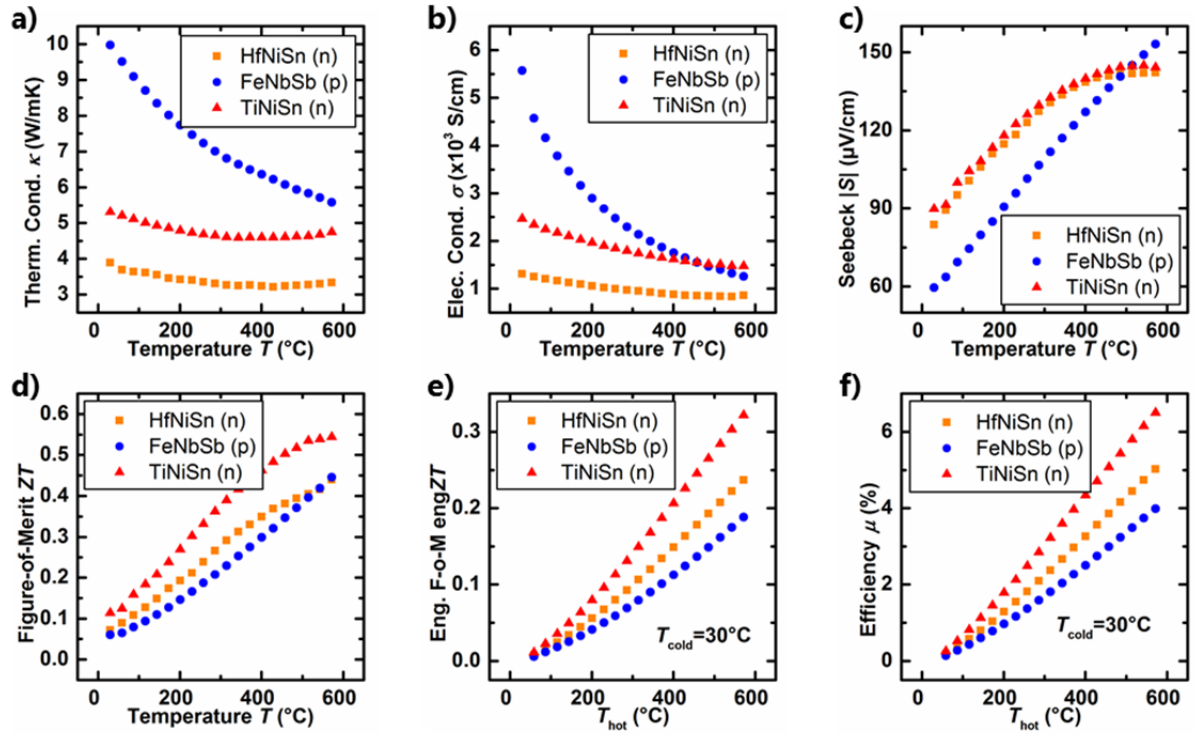 a)
Therm. Cond. κ (W/mK)
10
9
8
7
6
5
4
3
HfNiSn (n)
FeNbSb (p)
TiNiSn (n)
0 200 400 600
Temperature T (°C)
b)
Elec. Cond. σ (x10³ S/cm)
6
5
4
3
2
1
HfNiSn (n)
FeNbSb (p)
TiNiSn (n)
0 200 400 600
Temperature T (°C)
c)
Seebeck |S| (μV/cm)
150
120
90
60
HfNiSn (n)
FeNbSb (p)
TiNiSn (n)
0 200 400 600
Temperature T (°C)
d)
Figure-of-Merit ZT
0.6
0.5
0.4
0.3
0.2
0.1
0.0
HfNiSn (n)
FeNbSb (p)
TiNiSn (n)
0 200 400 600
Temperature T (°C)
e)
Eng. F-o-M engZT
0.3
0.2
0.1
0.0
HfNiSn (n)
FeNbSb (p)
TiNiSn (n)
Tcold=30°C
0 200 400 600
Thot (°C)
f)
Efficiency μ (%)
6
4
2
0
HfNiSn (n)
FeNbSb (p)
TiNiSn (n)
Tcold=30°C
0 200 400 600
Thot (°C)